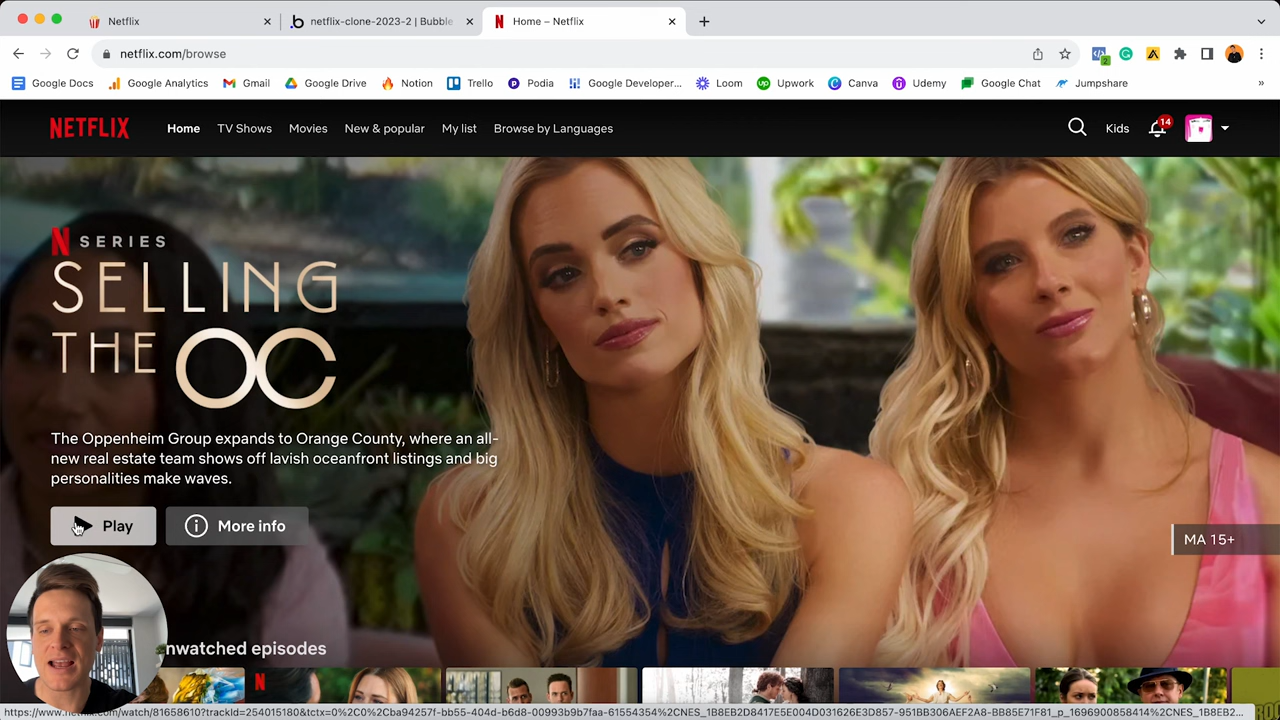 Netflix
netflix-clone-2023-2 | Bubble
Home – Netflix
netflix.com/browse
2
Google Docs
Google Analytics
Gmail
Google Drive
Notion
Trello
Podia
Google Developer...
Loom
Upwork
Canva
Udemy
Google Chat
Jumpshare
»
NETFLIX
Home
TV Shows
Movies
New & popular
My list
Browse by Languages
Kids
14
N SERIES
SELLING
THE OC
The Oppenheim Group expands to Orange County, where an all-
new real estate team shows off lavish oceanfront listings and big
personalities make waves.
Play
More info
MA 15+
nwatched episodes
N